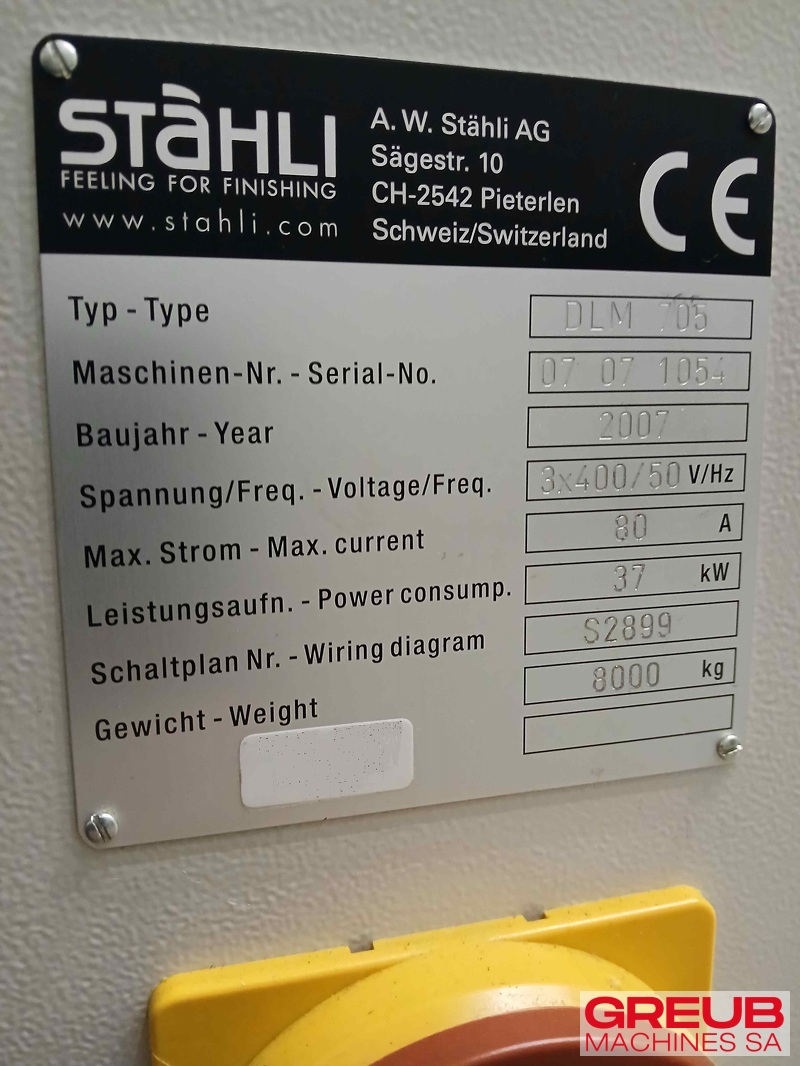 STÄHLI
FEELING FOR FINISHING
www.stahli.com
A. W. Stähli AG
Sägestr. 10
CH-2542 Pieterlen
Schweiz/Switzerland
CE
Typ - Type DLM 705
Maschinen-Nr. - Serial-No. 07 07 1054
Baujahr - Year 2007
Spannung/Freq. - Voltage/Freq. 3x400/50 V/Hz
Max. Strom - Max. current 80 A
Leistungsaufn. - Power consump. 37 kW
Schaltplan Nr. - Wiring diagram S2899
Gewicht - Weight 8000 kg
GREUB
MACHINES SA